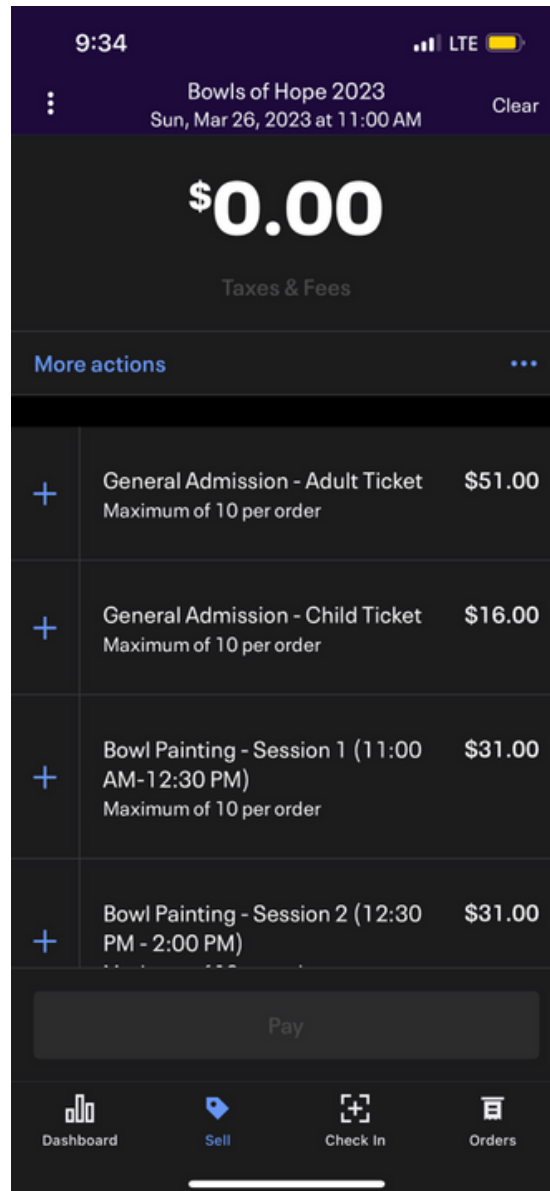 9:34
LTE
Bowls of Hope 2023
Sun, Mar 26, 2023 at 11:00 AM
Clear
$0.00
Taxes & Fees
More actions
General Admission - Adult Ticket $51.00
Maximum of 10 per order
General Admission - Child Ticket $16.00
Maximum of 10 per order
Bowl Painting - Session 1 (11:00 $31.00
AM-12:30 PM)
Maximum of 10 per order
Bowl Painting - Session 2 (12:30 $31.00
PM - 2:00 PM)
Pay
Dashboard
Sell
Check In
Orders